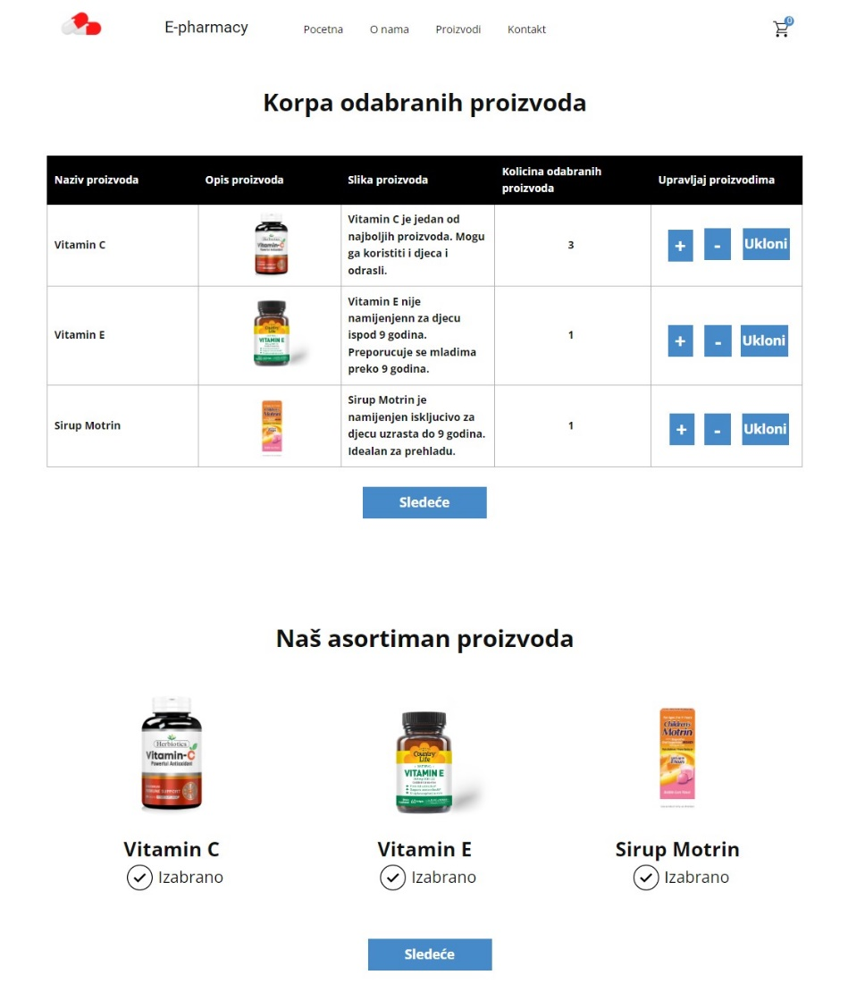 E-pharmacy
Pocetna
O nama
Proizvodi
Kontakt
0
Korpa odabranih proizvoda
Naziv proizvoda
Opis proizvoda
Slika proizvoda
Kolicina odabranih
proizvoda
Upravljaj proizvodima
Vitamin C
Vitamin-C
Vitamin C je jedan od
najboljih proizvoda. Mogu
ga koristiti i djeca i
odrasli.
3
+
-
Ukloni
Vitamin E
VITAMIN E
Vitamin E nije
namijenjenn za djecu
ispod 9 godina.
Preporucuje se mladima
preko 9 godina.
1
+
-
Ukloni
Sirup Motrin
Motrin
Sirup Motrin je
namijenjen iskljucivo za
djecu uzrasta do 9 godina.
Idealan za prehladu.
1
+
-
Ukloni
Sledeće
Naš asortiman proizvoda
Herbiotics
Vitamin-C
Powerful Antioxidant
IMMUNE SUPPORT
Country
Life
VITAMIN E
Children's
Motrin
Vitamin C
Izabrano
Vitamin E
Izabrano
Sirup Motrin
Izabrano
Sledeće